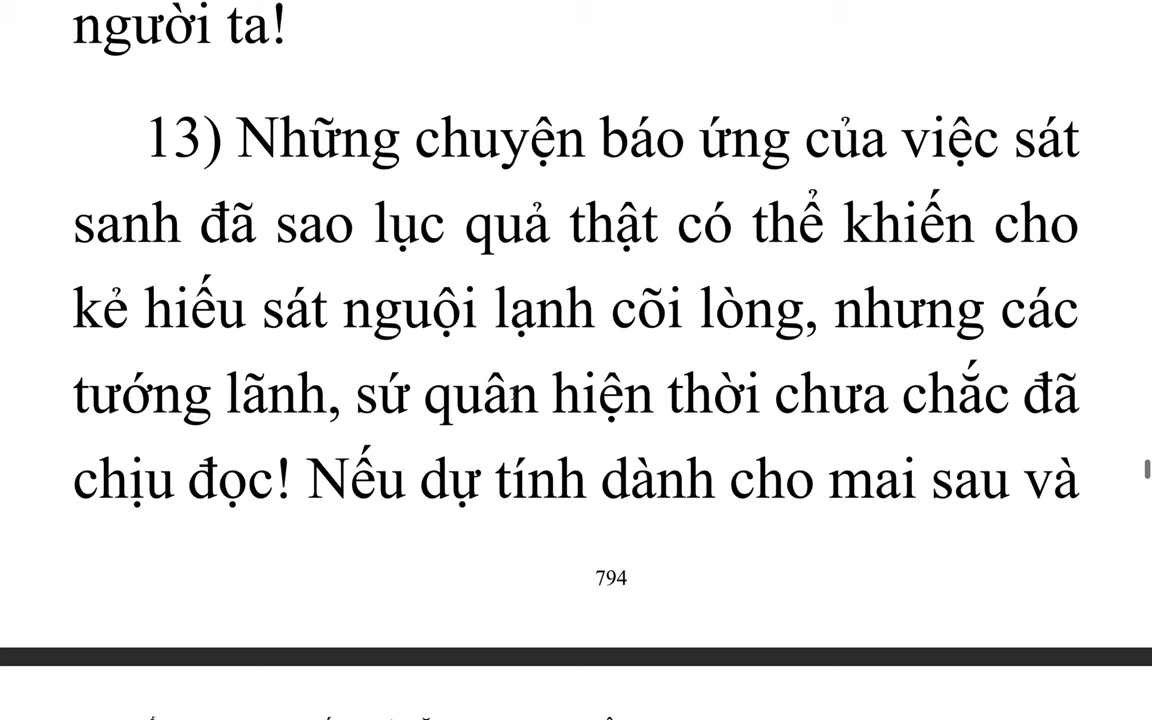 người ta!
13) Những chuyện báo ứng của việc sát
sanh đã sao lục quả thật có thể khiến cho
kẻ hiếu sát nguội lạnh cõi lòng, nhưng các
tướng lãnh, sứ quân hiện thời chưa chắc đã
chịu đọc! Nếu dự tính dành cho mai sau và
794